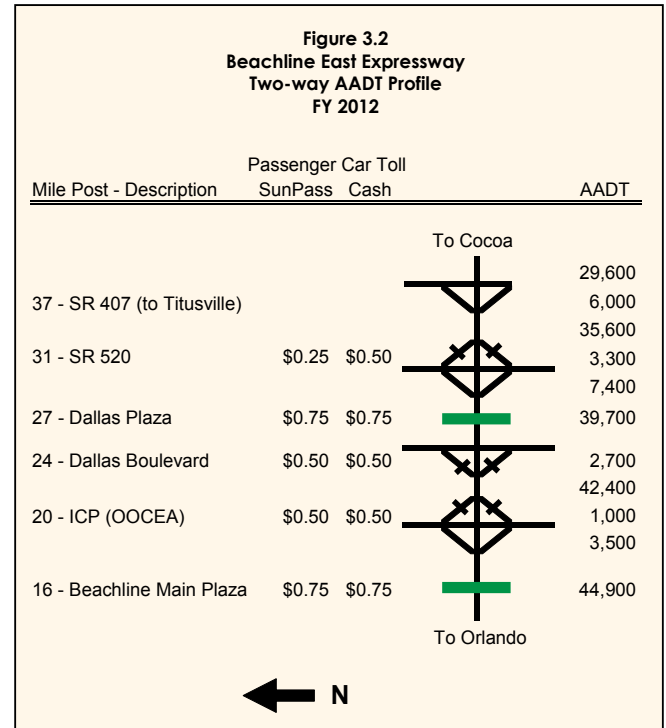 Figure 3.2
Beachline East Expressway
Two-way AADT Profile
FY 2012
Passenger Car Toll
Mile Post - Description SunPass Cash AADT
To Cocoa
29,600
37 - SR 407 (to Titusville) 6,000
35,600
31 - SR 520 $0.25 $0.50 3,300
7,400
27 - Dallas Plaza $0.75 $0.75 39,700
24 - Dallas Boulevard $0.50 $0.50 2,700
42,400
20 - ICP (OOCEA) $0.50 $0.50 1,000
3,500
16 - Beachline Main Plaza $0.75 $0.75 44,900
To Orlando
N